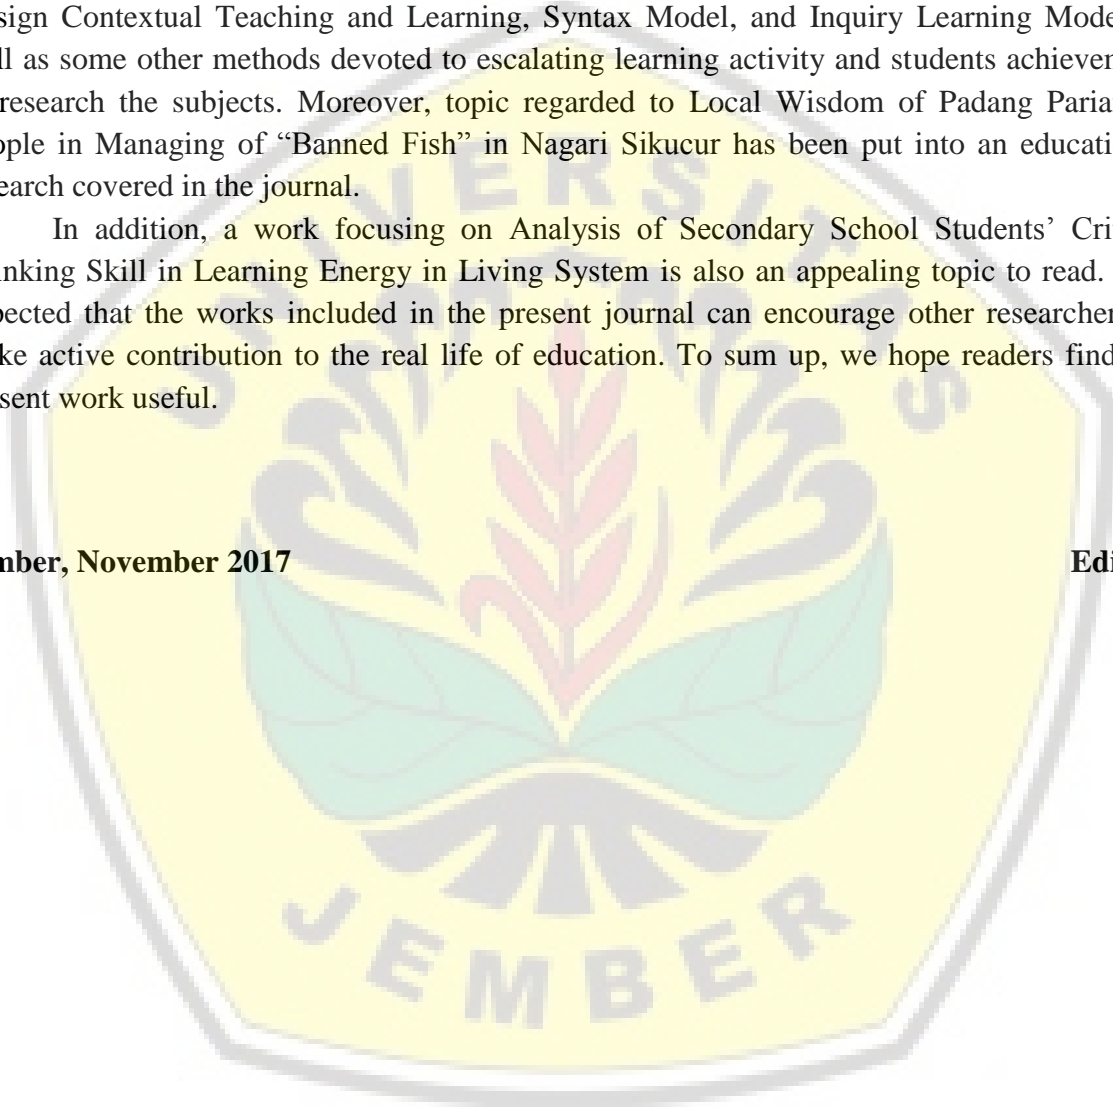 sign Contextual Teaching and Learning, Syntax Model, and Inquiry Learning Mode
ll as some other methods devoted to escalating learning activity and students achieve
research the subjects. Moreover, topic regarded to Local Wisdom of Padang Paria
ople in Managing of “Banned Fish” in Nagari Sikucur has been put into an educati
earch covered in the journal.
In addition, a work focusing on Analysis of Secondary School Students’ Crit
inking Skill in Learning Energy in Living System is also an appealing topic to read.
pected that the works included in the present journal can encourage other researcher
ke active contribution to the real life of education. To sum up, we hope readers find
sent work useful.
mber, November 2017 Edi
UNIVERSITAS
JEMBER